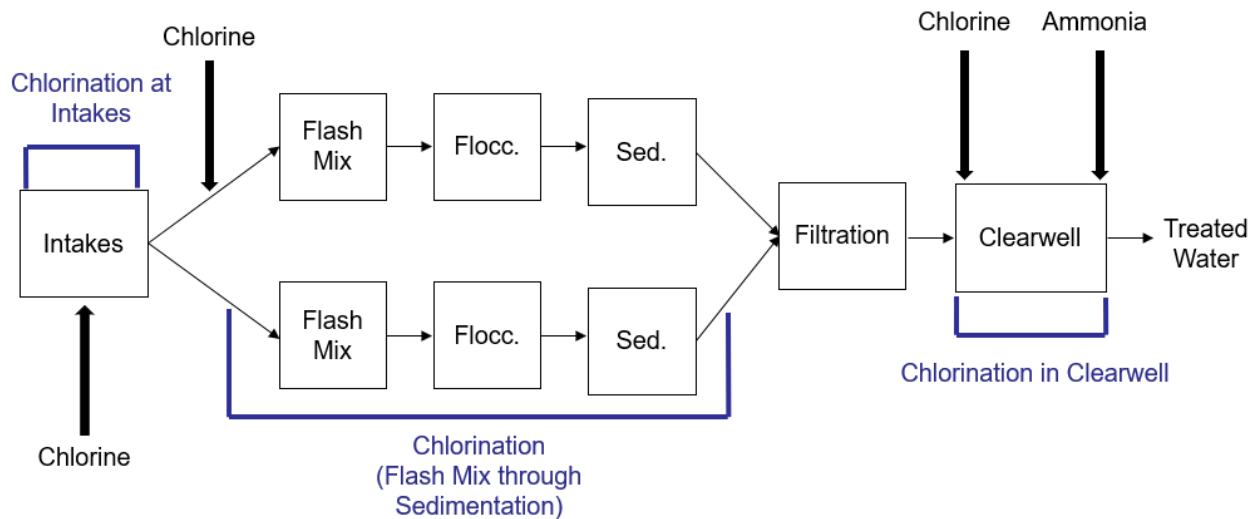 Chlorine
Ammonia
Chlorine
Chlorination at
Intakes
Flash
Mix
Flocc.
Sed.
Intakes
Filtration
Clearwell
Treated
Water
Flash
Mix
Flocc.
Sed.
Chlorination in Clearwell
Chlorine
Chlorination
(Flash Mix through
Sedimentation)